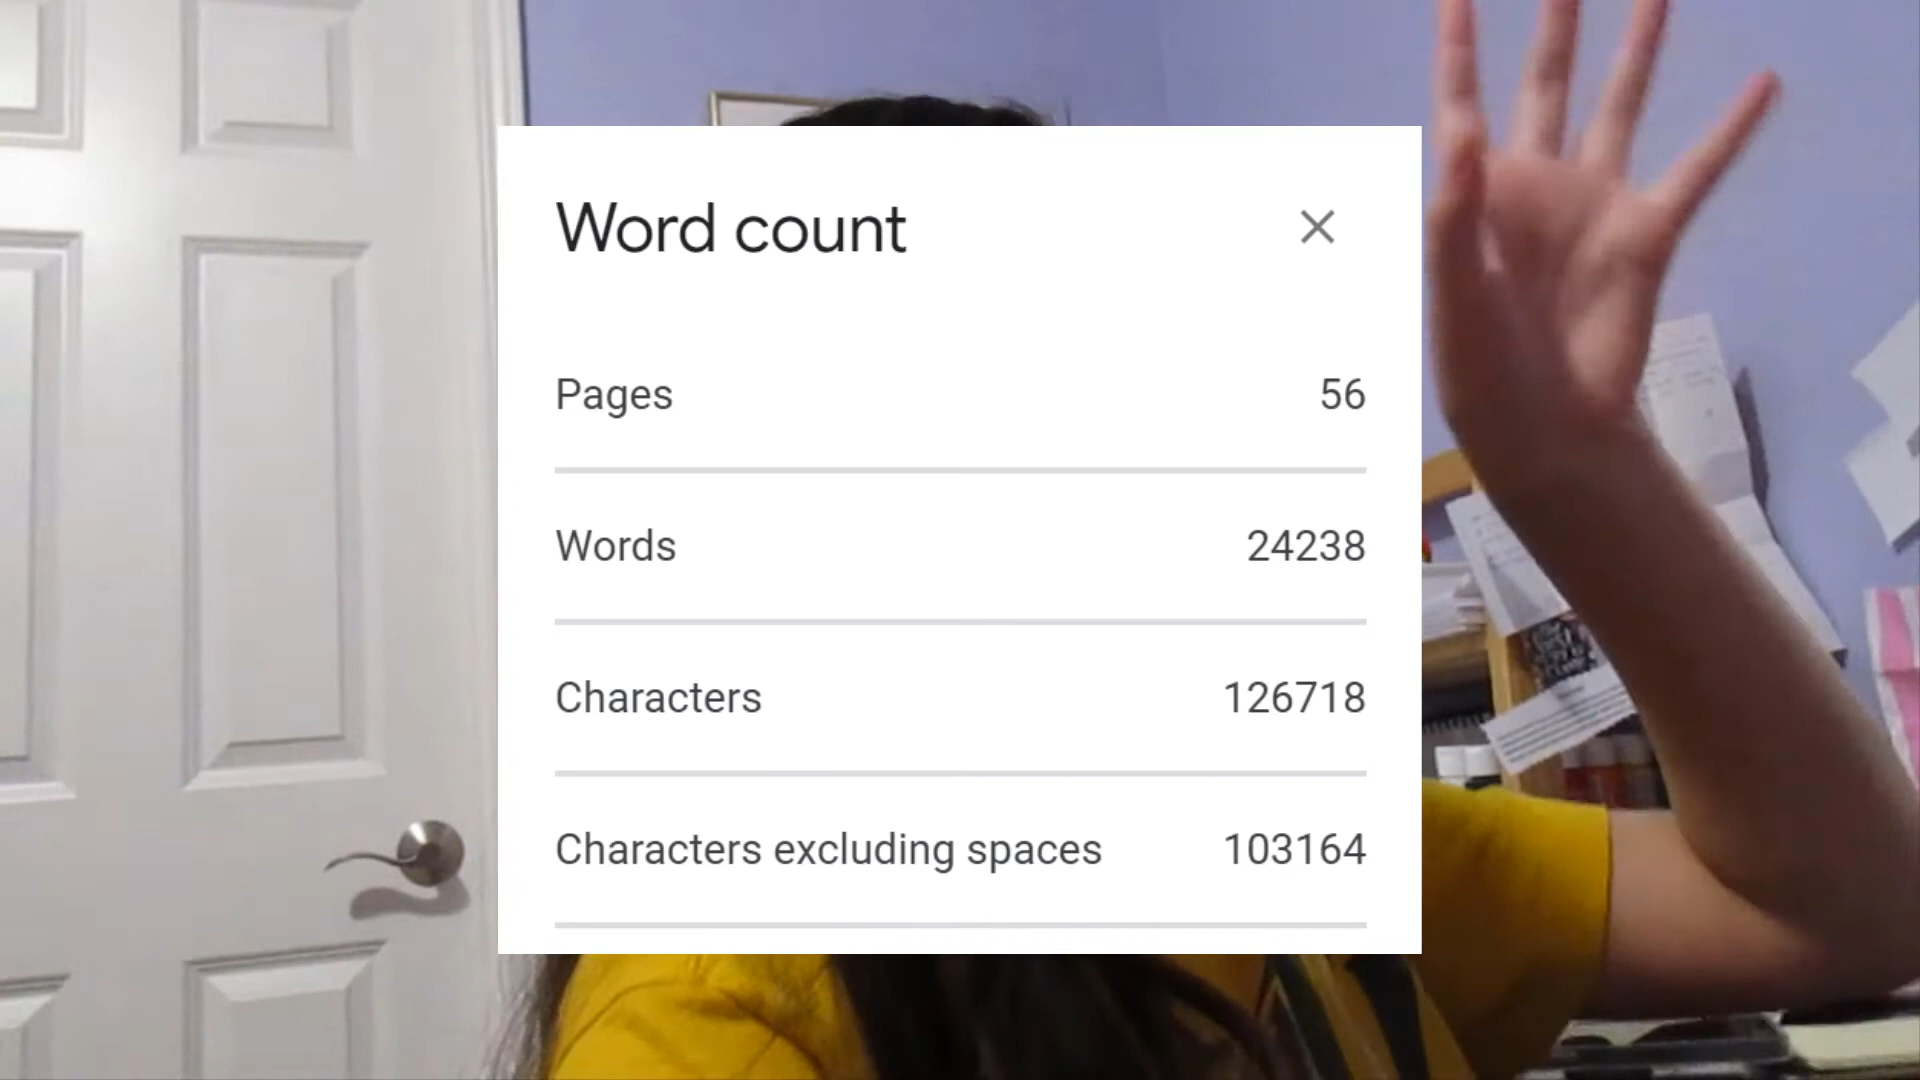 Word count
Pages 56
Words 24238
Characters 126718
Characters excluding spaces 103164